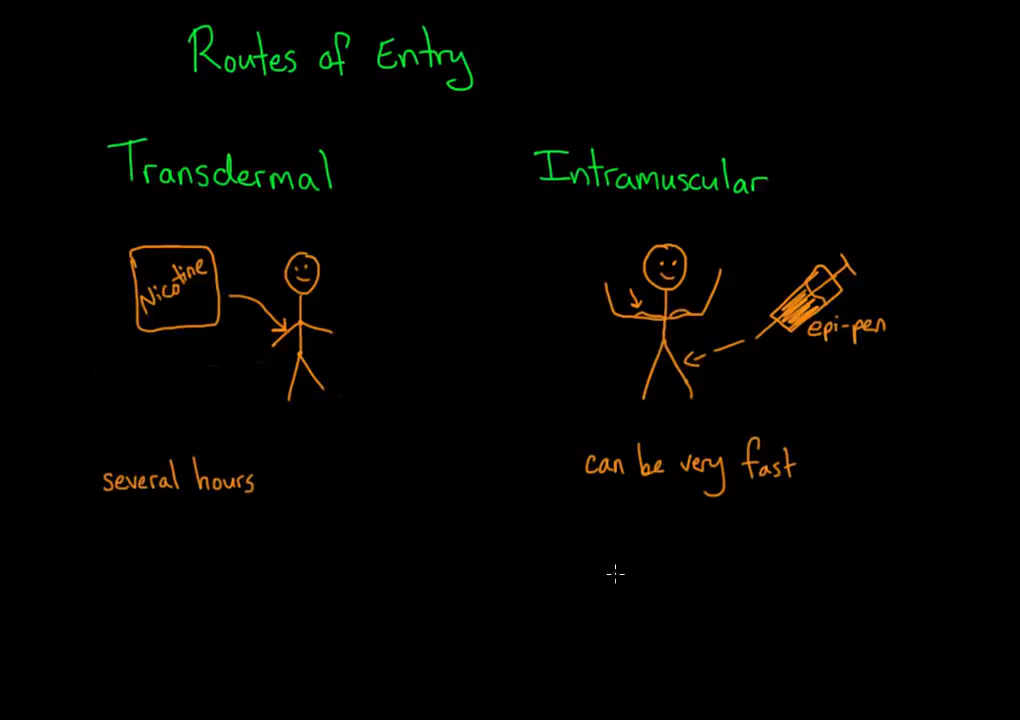 Routes of Entry
Transdermal
Intramuscular
Nicotine
epi-pen
several hours
can be very fast